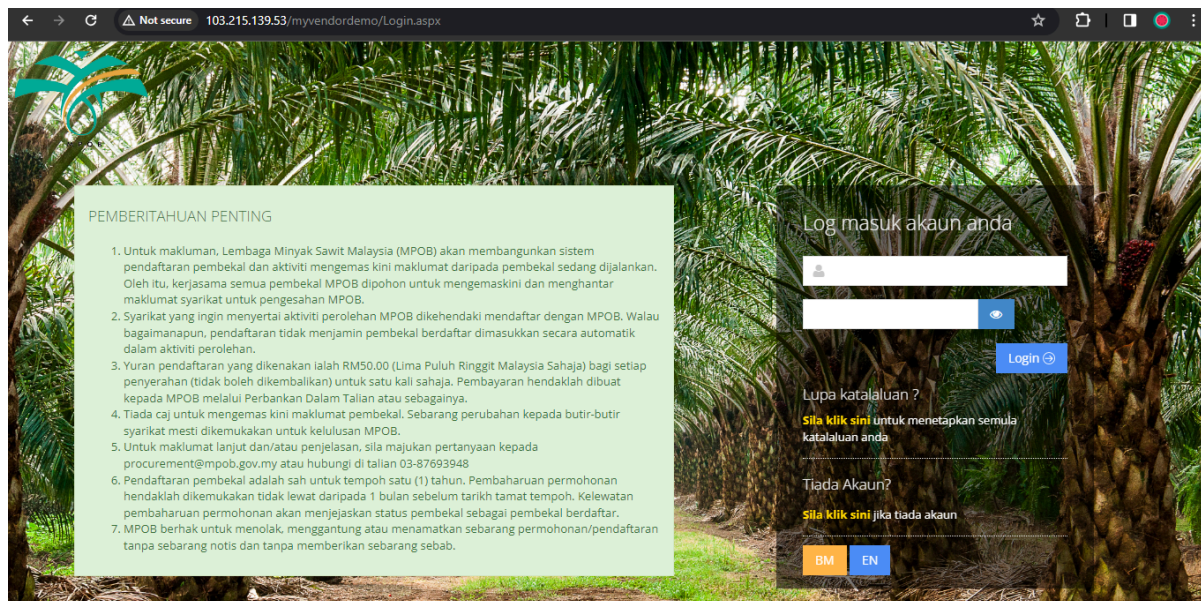 Not secure 103.215.139.53/myvendordemo/Login.aspx
PEMBERITAHUAN PENTING
1. Untuk makluman, Lembaga Minyak Sawit Malaysia (MPOB) akan membangunkan sistem
pendaftaran pembekal dan aktiviti mengemas kini maklumat daripada pembekal sedang dijalankan.
Oleh itu, kerjasama semua pembekal MPOB dipohon untuk mengemaskini dan menghantar
maklumat syarikat untuk pengesahan MPOB.
2. Syarikat yang ingin menyertai aktiviti perolehan MPOB dikehendaki mendaftar dengan MPOB. Walau
bagaimanapun, pendaftaran tidak menjamin pembekal berdaftar dimasukkan secara automatik
dalam aktiviti perolehan.
3. Yuran pendaftaran yang dikenakan ialah RM50.00 (Lima Puluh Ringgit Malaysia Sahaja) bagi setiap
penyerahan (tidak boleh dikembalikan) untuk satu kali sahaja. Pembayaran hendaklah dibuat
kepada MPOB melalui Perbankan Dalam Talian atau sebagainya.
4. Tiada caj untuk mengemas kini maklumat pembekal. Sebarang perubahan kepada butir-butir
syarikat mesti dikemukakan untuk kelulusan MPOB.
5. Untuk maklumat lanjut dan/atau penjelasan, sila majukan pertanyaan kepada
procurement@mpob.gov.my atau hubungi di talian 03-87693948
6. Pendaftaran pembekal adalah sah untuk tempoh satu (1) tahun. Pembaharuan permohonan
hendaklah dikemukakan tidak lewat daripada 1 bulan sebelum tarikh tamat tempoh. Kelewatan
pembaharuan permohonan akan menjejaskan status pembekal sebagai pembekal berdaftar.
7. MPOB berhak untuk menolak, menggantung atau menamatkan sebarang permohonan/pendaftaran
tanpa sebarang notis dan tanpa memberikan sebarang sebab.
Log masuk akaun anda
Login
Lupa katalaluan ?
Sila klik sini untuk menetapkan semula
katalaluan anda
Tiada Akaun?
Sila klik sini jika tiada akaun
BM EN